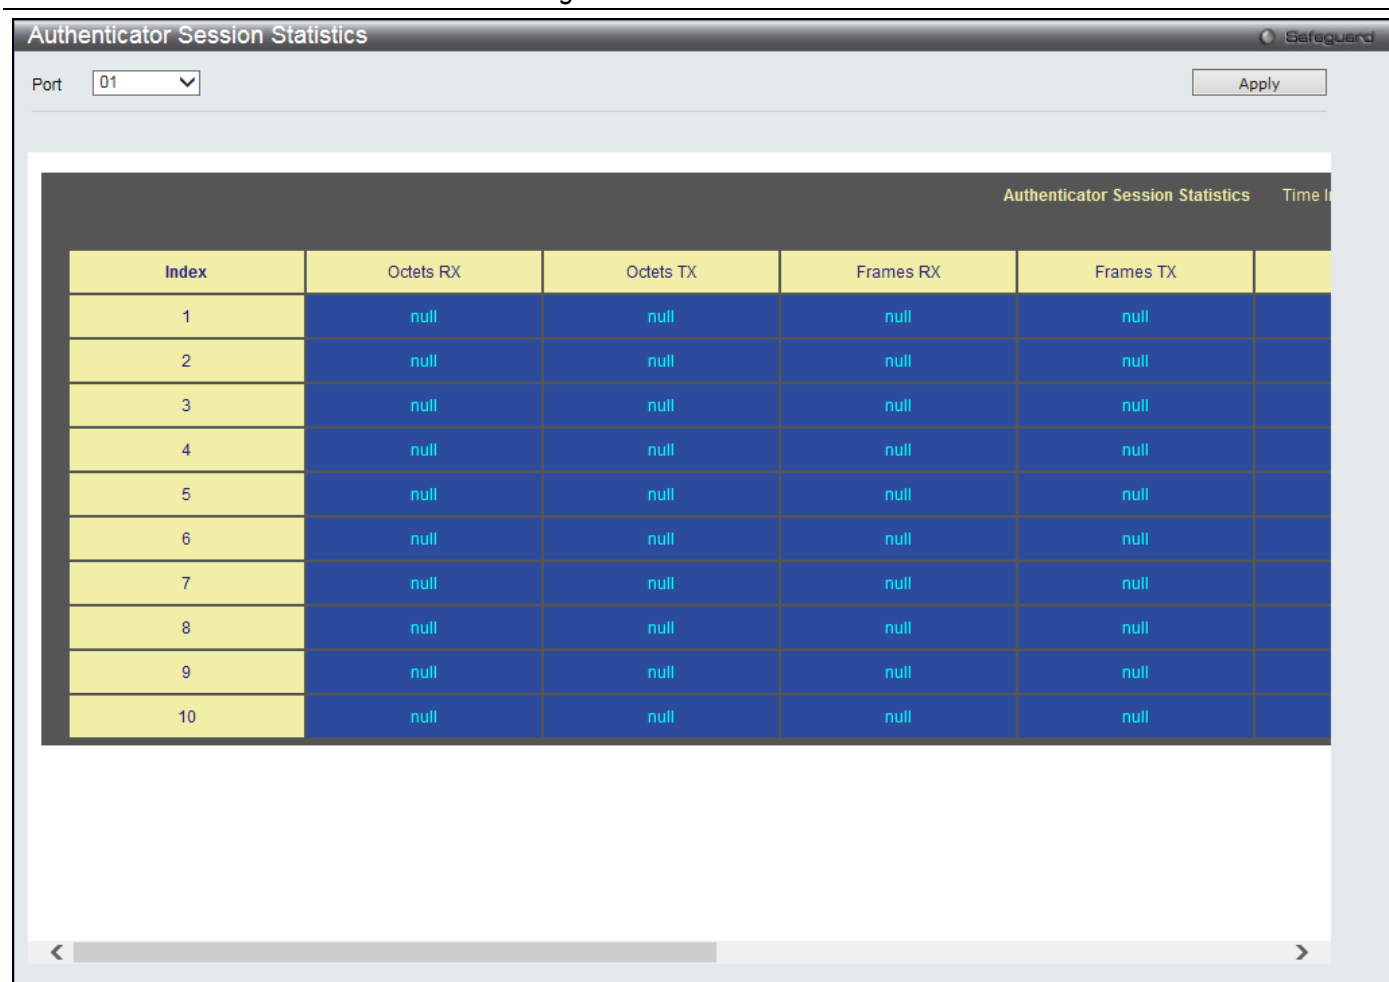 Authenticator Session Statistics Safeguard
Port 01 Apply
Authenticator Session Statistics Time
Index Octets RX Octets TX Frames RX Frames TX
1 null null null null
2 null null null null
3 null null null null
4 null null null null
5 null null null null
6 null null null null
7 null null null null
8 null null null null
9 null null null null
10 null null null null